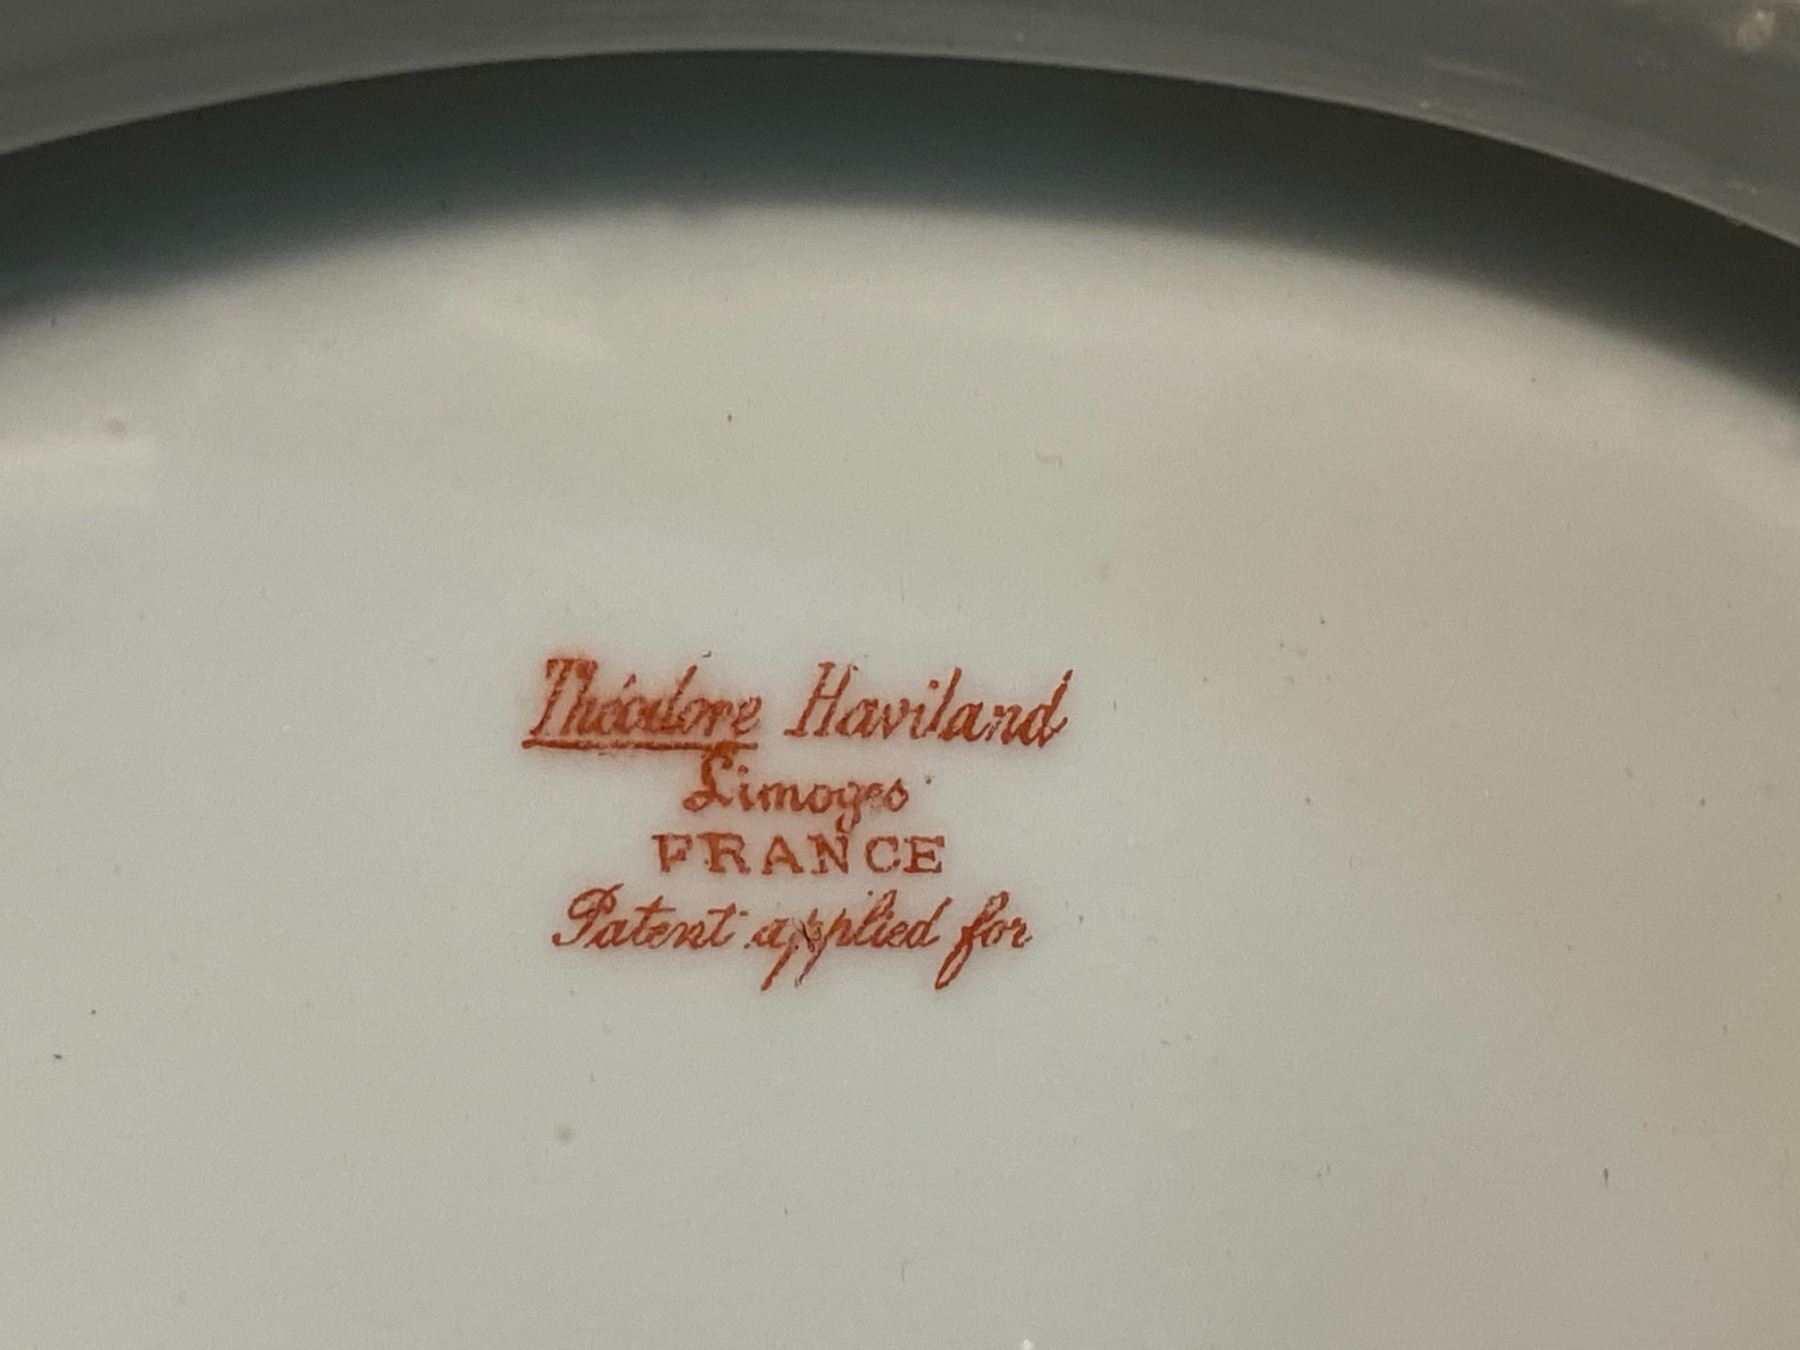 Théodore Haviland
Limoges
FRANCE
Patent applied for